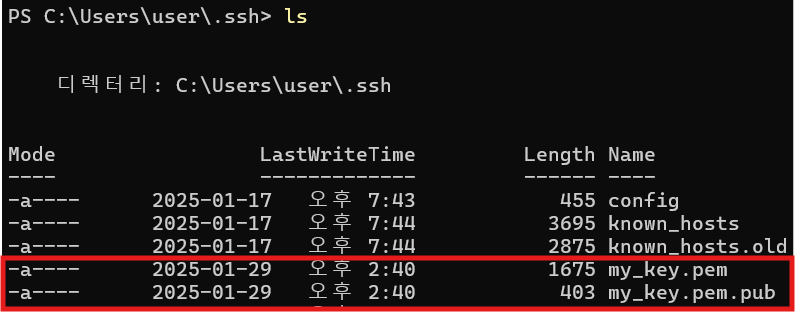 PS C:\Users\user\.ssh> ls
디렉터리: C:\Users\user\.ssh
Mode                 LastWriteTime         Length Name
----                 -------------         ------ ----
-a----      2025-01-17   오후 7:43            455 config
-a----      2025-01-17   오후 7:44           3695 known_hosts
-a----      2025-01-17   오후 7:44           2875 known_hosts.old
-a----      2025-01-29   오후 2:40           1675 my_key.pem
-a----      2025-01-29   오후 2:40            403 my_key.pem.pub